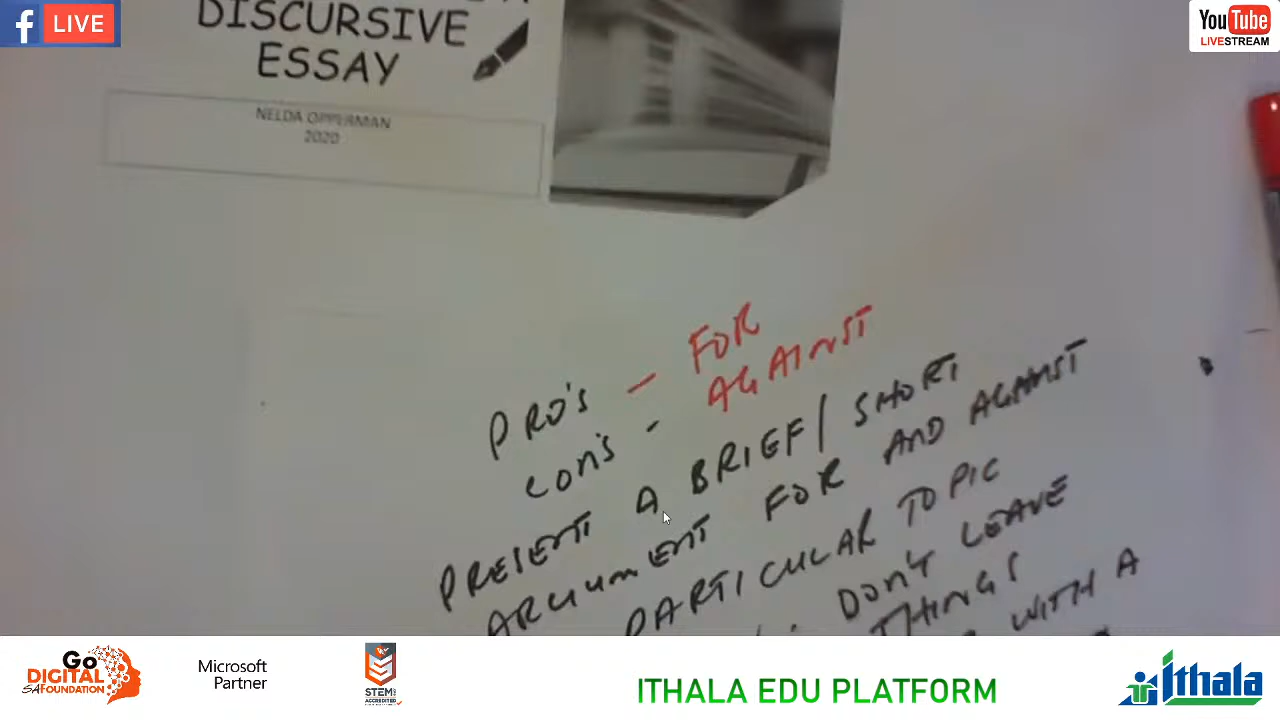 f LIVE
YouTube
LIVESTREAM
DISCURSIVE
ESSAY
NELDA OPPERMAN
2020
PRO'S - FOR
CON'S - AGAINST
PRESENT A BRIEF / SHORT
ARGUMENT FOR AND AGAINST
PARTICULAR TOPIC
DON'T LEAVE
THINGS
WITH A
Go
DIGITAL
SA FOUNDATION
Microsoft
Partner
STEM
ACCREDITED
ITHALA EDU PLATFORM
ithala